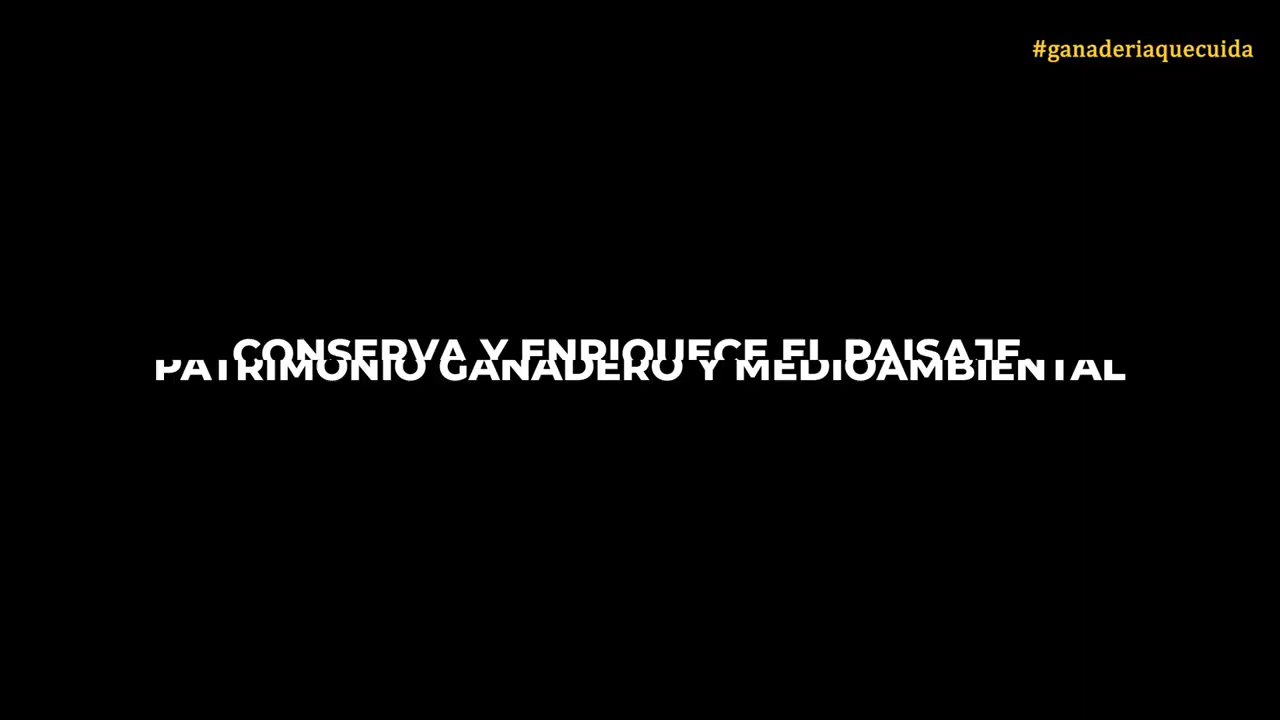 #ganaderiaquecuida
CONSERVA Y ENRIQUECE EL PAISAJE,
PATRIMONIO GANADERO Y MEDIOAMBIENTAL